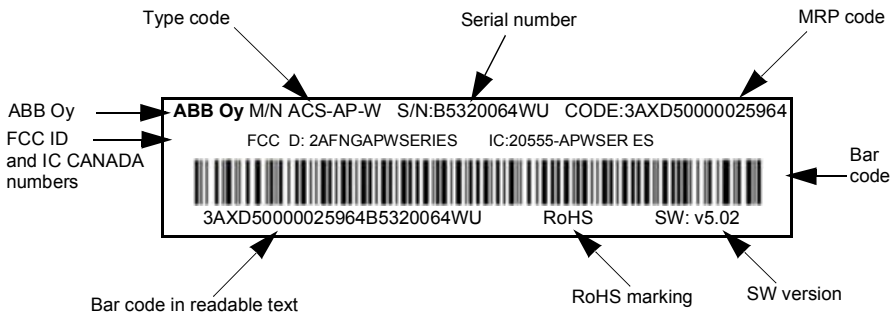 Type code
Serial number
MRP code
ABB Oy
ABB Oy M/N ACS-AP-W S/N:B5320064WU CODE:3AXD50000025964
FCC ID
and IC CANADA
numbers
FCC D: 2AFNGAPWSERIES IC:20555-APWSER ES
Bar
code
3AXD50000025964B5320064WU RoHS SW: v5.02
Bar code in readable text
RoHS marking
SW version